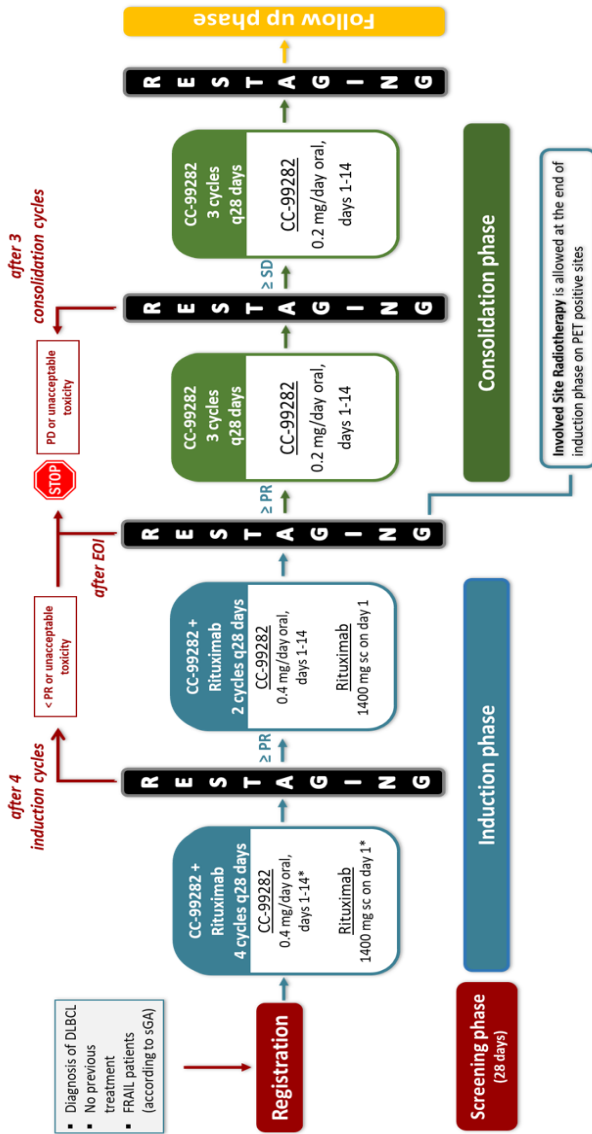 ▪ Diagnosis of DLBCL
▪ No previous
treatment
▪ FRAIL patients
(according to sGA)
Registration
Screening phase
(28 days)
CC-99282 +
Rituximab
4 cycles q28 days
CC-99282
0.4 mg/day oral,
days 1-14*
Rituximab
1400 mg sc on day 1*
after 4
induction cycles
RESTAGING
< PR or unacceptable
toxicity
≥ PR
CC-99282 +
Rituximab
2 cycles q28 days
CC-99282
0.4 mg/day oral,
days 1-14
Rituximab
1400 mg sc on day 1
Induction phase
after EOI
RESTAGING
STOP
PD or unacceptable
toxicity
≥ PR
CC-99282
3 cycles
q28 days
CC-99282
0.2 mg/day oral,
days 1-14
after 3
consolidation cycles
RESTAGING
≥ SD
CC-99282
3 cycles
q28 days
CC-99282
0.2 mg/day oral,
days 1-14
Consolidation phase
Involved Site Radiotherapy is allowed at the end of
induction phase on PET positive sites
RESTAGING
Follow up phase